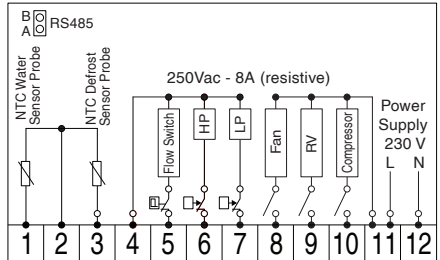 B
A RS485
NTC Water
Sensor Probe
NTC Defrost
Sensor Probe
250Vac - 8A (resistive)
Flow Switch
HP
LP
Fan
RV
Compressor
Power
Supply
230 V
L N
1 2 3 4 5 6 7 8 9 10 11 12